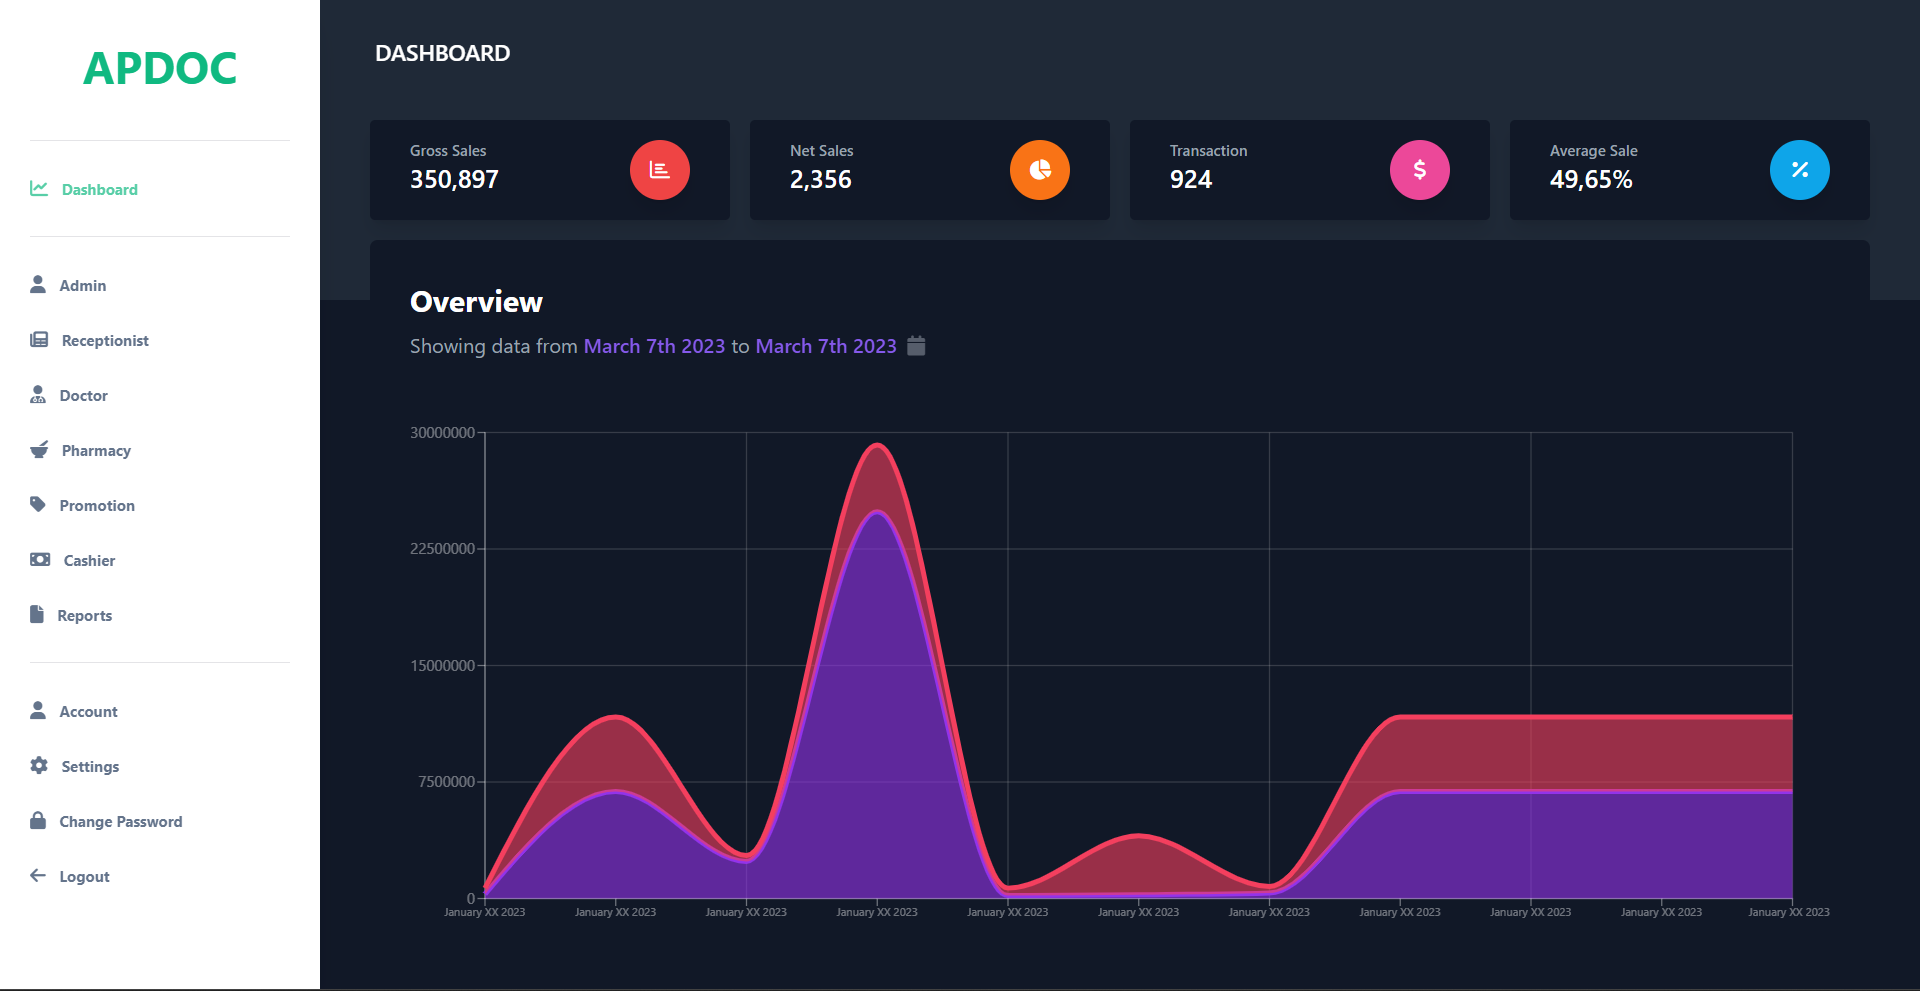 APDOC
Dashboard
Admin
Receptionist
Doctor
Pharmacy
Promotion
Cashier
Reports
Account
Settings
Change Password
Logout
DASHBOARD
Gross Sales
350,897
Net Sales
2,356
Transaction
924
$
Average Sale
49,65%
%
Overview
Showing data from March 7th 2023 to March 7th 2023
30000000
22500000
15000000
7500000
0
January XX 2023 January XX 2023 January XX 2023 January XX 2023 January XX 2023 January XX 2023 January XX 2023 January XX 2023 January XX 2023 January XX 2023 January XX 2023